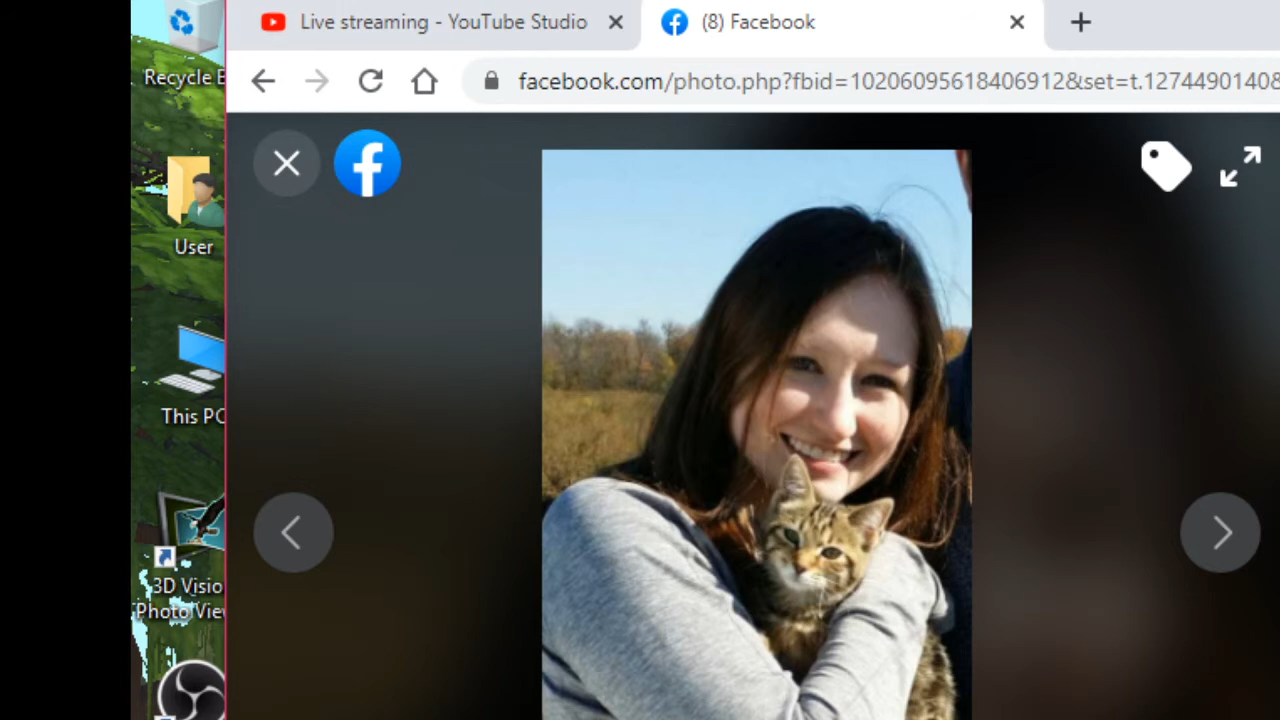 Live streaming - YouTube Studio
(8) Facebook
facebook.com/photo.php?fbid=10206095618406912&set=t.1274490140
Recycle
User
This PC
3D Visio
Photo Vie